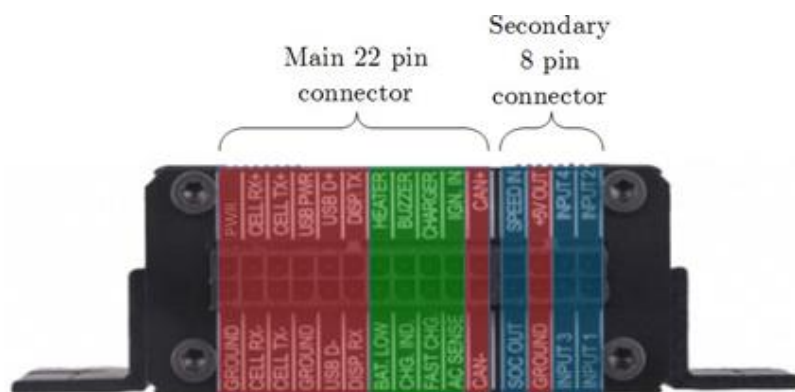 Main 22 pin
connector
Secondary
8 pin
connector
PWR
CELL RX+
CELL TX+
USB PWR
USB D+
DISP TX
HEATER
BUZZER
CHARGER
IGN. IN
CAN+
SPEED IN
+5V OUT
INPUT 4
INPUT 2
GROUND
CELL RX-
CELL TX-
GROUND
USB D-
DISP RX
BAT LOW
CHG. IND
FAST CHG.
AC SENSE
CAN-
SOC OUT
GROUND
INPUT 3
INPUT 1